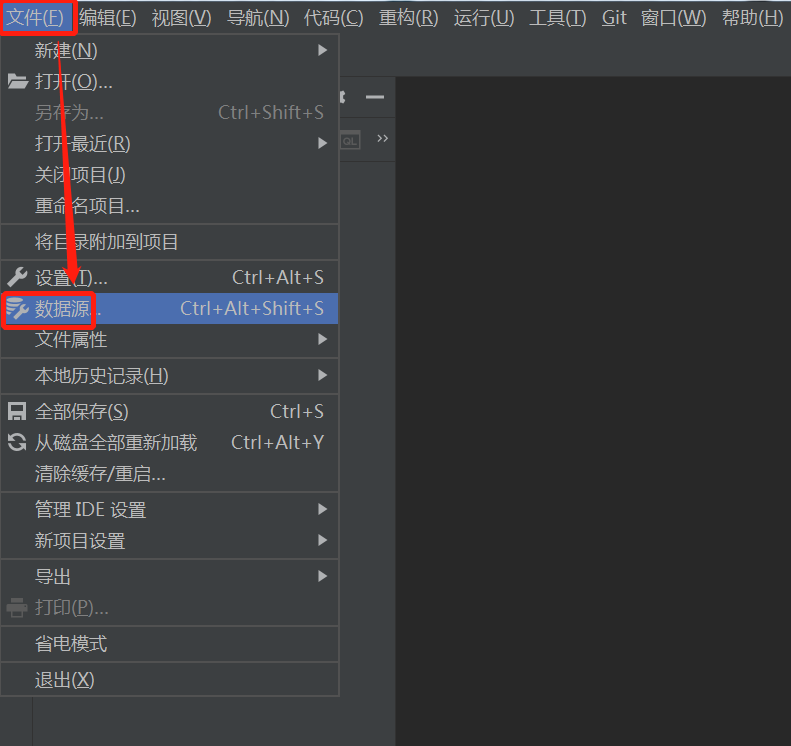 文件(F) 编辑(E) 视图(V) 导航(N) 代码(C) 重构(R) 运行(U) 工具(T) Git 窗口(W) 帮助(H)
新建(N)
打开(O)...
另存为... Ctrl+Shift+S
打开最近(R)
QL
关闭项目(J)
重命名项目...
将目录附加到项目
设置(T)... Ctrl+Alt+S
数据源... Ctrl+Alt+Shift+S
文件属性
本地历史记录(H)
全部保存(S) Ctrl+S
从磁盘全部重新加载 Ctrl+Alt+Y
清除缓存/重启...
管理 IDE 设置
新项目设置
导出
打印(P)...
省电模式
退出(X)